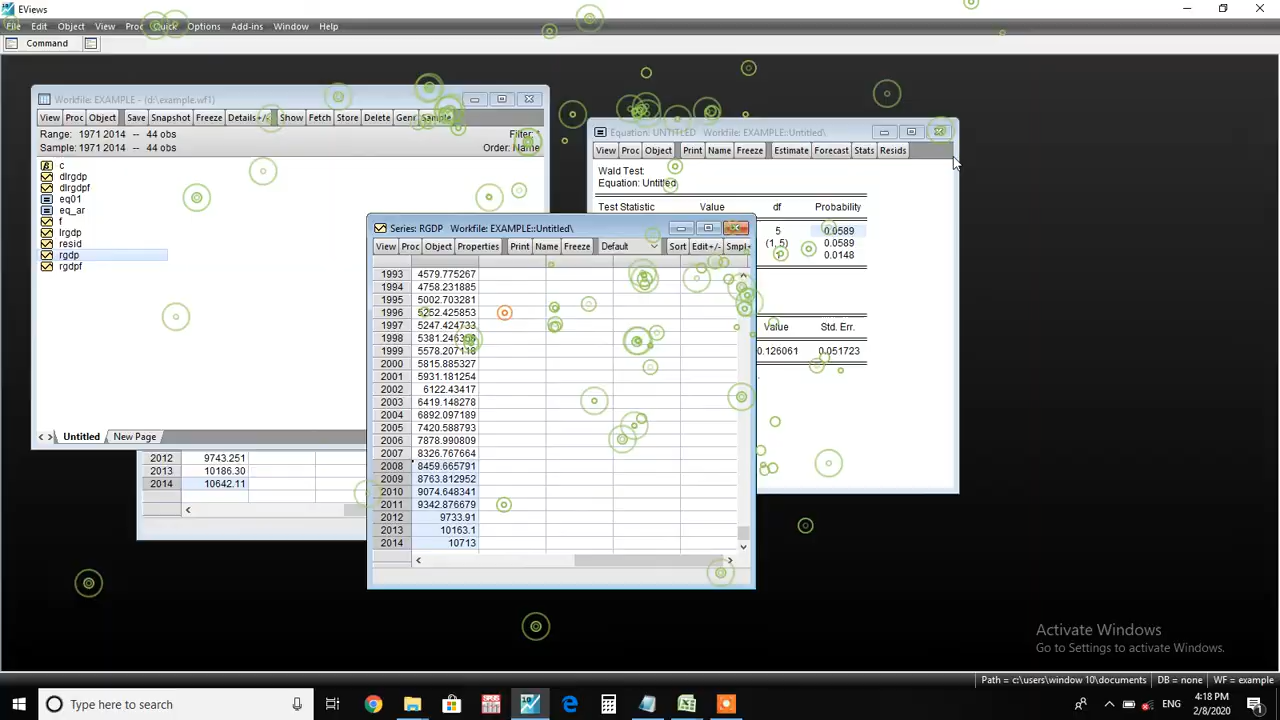 EViews
File Edit Object View Proc Quick Options Add-ins Window Help
Command
Workfile: EXAMPLE - (d:\example.wf1)
View Proc Object Save Snapshot Freeze Details+/- Show Fetch Store Delete Genr Sample
Range: 1971 2014 -- 44 obs
Filter: *
Sample: 1971 2014 -- 44 obs
Order: Name
c
dlrgdp
dlrgdpf
eq01
eq_ar
f
lrgdp
resid
rgdp
rgdpf
Untitled New Page
2012 9743.251
2013 10186.30
2014 10642.11
Equation: UNTITLED Workfile: EXAMPLE::Untitled\
View Proc Object Print Name Freeze Estimate Forecast Stats Resids
Wald Test:
Equation: Untitled
Test Statistic Value df Probability
5 0.0589
(1, 5) 0.0589
1 0.0148
Value Std. Err.
0.126061 0.051723
Series: RGDP Workfile: EXAMPLE::Untitled\
View Proc Object Properties Print Name Freeze Default Sort Edit+/- Smpl+
1993 4579.775267
1994 4758.231885
1995 5002.703281
1996 5262.425853
1997 5247.424733
1998
1999 5578.207118
2000 5815.885327
2001 5931.181254
2002 6122.43417
2003 6419.148278
2004 6892.097189
2005 7420.588793
2006 7878.990809
2007 8326.767664
2008 8459.665791
2009 8763.812952
2010 9074.648341
2011 9342.876679
2012 9733.91
2013 10163.1
2014 10713
Activate Windows
Go to Settings to activate Windows.
Path = c:\users\window 10\documents DB = none WF = example
Type here to search
ENG
4:18 PM
2/8/2020